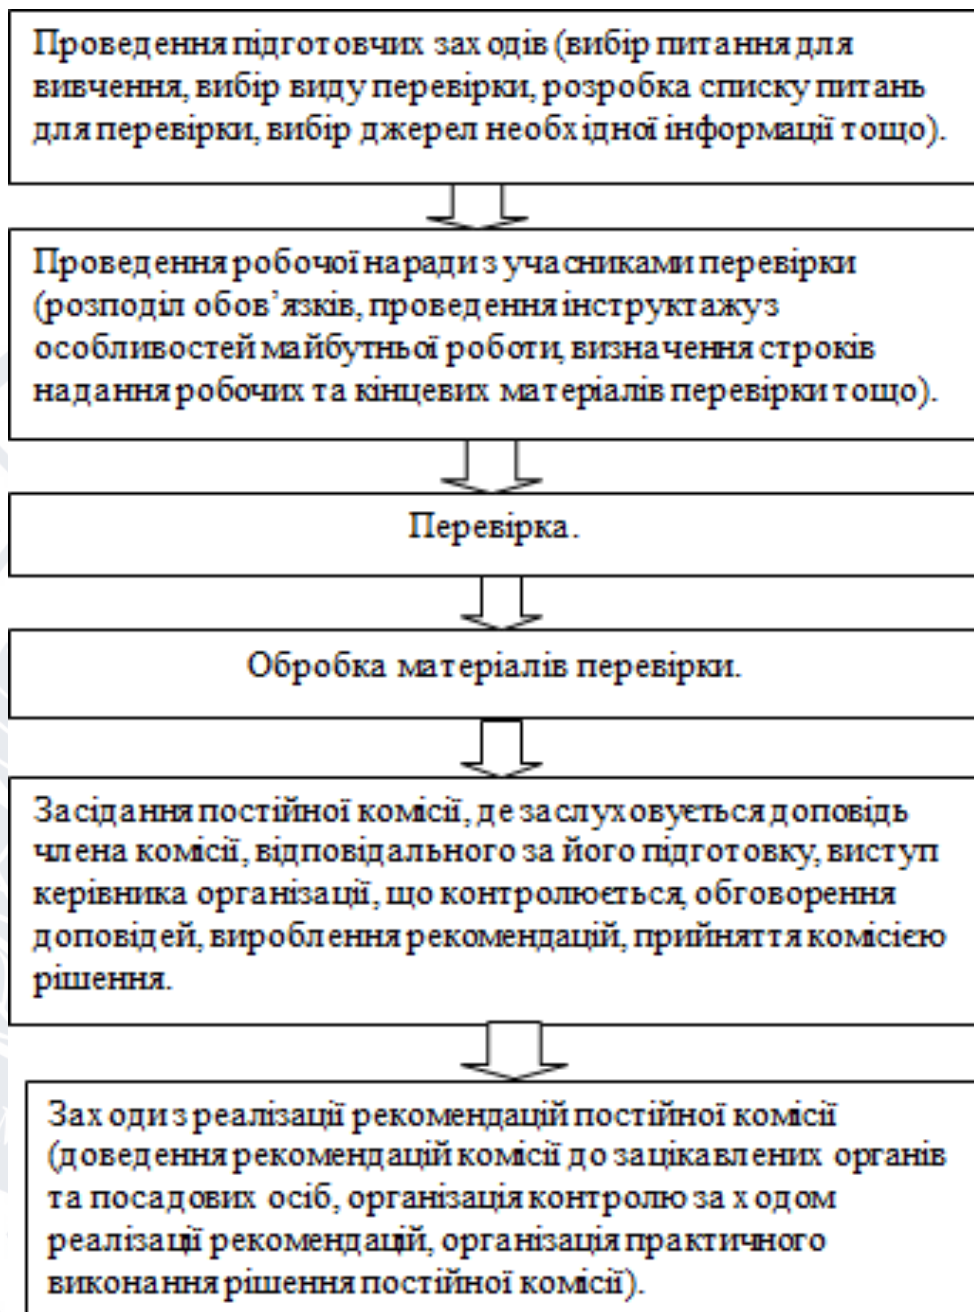 Проведення підготовчих заходів (вибір питання для
вивчення, вибір виду перевірки, розробка списку питань
для перевірки, вибір джерел необхідної інформації тощо).
Проведення робочої наради з учасниками перевірки
(розподіл обов’язків, проведення інструктажу з
особливостей майбутньої роботи, визначення строків
надання робочих та кінцевих матеріалів перевірки тощо).
Перевірка.
Обробка матеріалів перевірки.
Засідання постійної комісії, де заслуховується доповідь
члена комісії, відповідального за його підготовку, виступ
керівника організації, що контролюється, обговорення
доповідей, вироблення рекомендацій, прийняття комісією
рішення.
Заходи з реалізації рекомендацій постійної комісії
(доведення рекомендацій комісії до зацікавлених органів
та посадових осіб, організація контролю за ходом
реалізації рекомендацій, організація практичного
виконання рішення постійної комісії).